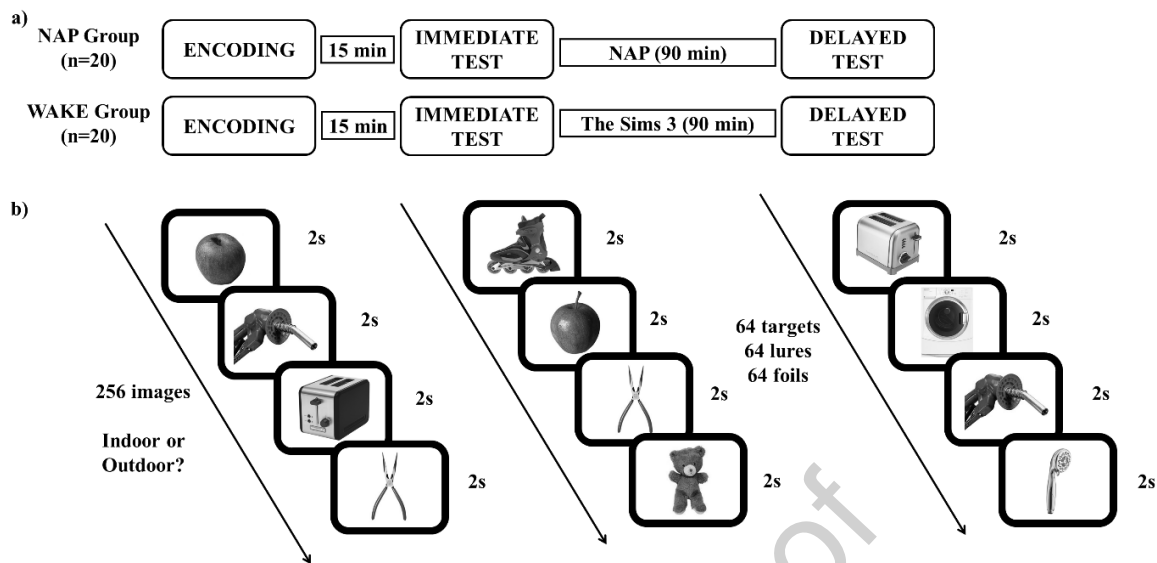 a)
NAP Group
(n=20)
ENCODING
15 min
IMMEDIATE
TEST
NAP (90 min)
DELAYED
TEST
WAKE Group
(n=20)
ENCODING
15 min
IMMEDIATE
TEST
The Sims 3 (90 min)
DELAYED
TEST
b)
2s
2s
2s
2s
256 images
Indoor or
Outdoor?
2s
2s
2s
2s
64 targets
64 lures
64 foils
2s
2s
2s
2s